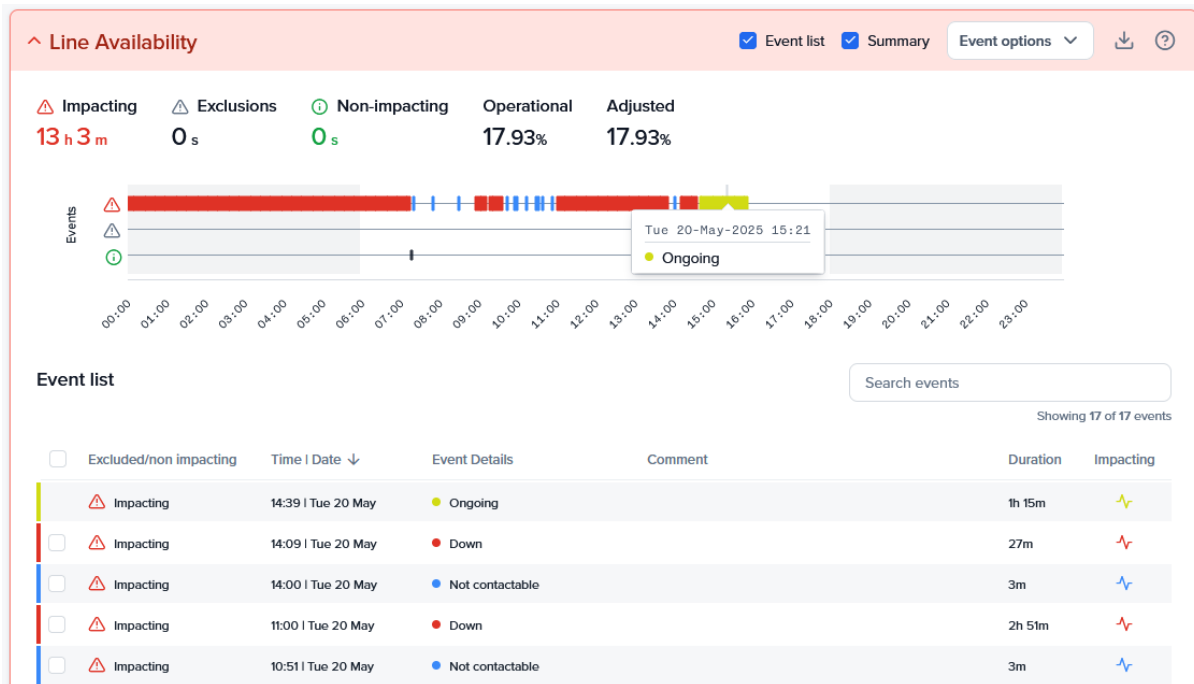 Line Availability
Event list Summary Event options
Impacting Exclusions Non-impacting Operational Adjusted
13 h 3 m 0 s 0 s 17.93% 17.93%
Events
Tue 20-May-2025 15:21
Ongoing
00:00 01:00 02:00 03:00 04:00 05:00 06:00 07:00 08:00 09:00 10:00 11:00 12:00 13:00 14:00 15:00 16:00 17:00 18:00 19:00 20:00 21:00 22:00 23:00
Event list
Search events
Showing 17 of 17 events
Excluded/non impacting Time | Date ↓ Event Details Comment Duration Impacting
Impacting 14:39 | Tue 20 May Ongoing 1h 15m
Impacting 14:09 | Tue 20 May Down 27m
Impacting 14:00 | Tue 20 May Not contactable 3m
Impacting 11:00 | Tue 20 May Down 2h 51m
Impacting 10:51 | Tue 20 May Not contactable 3m